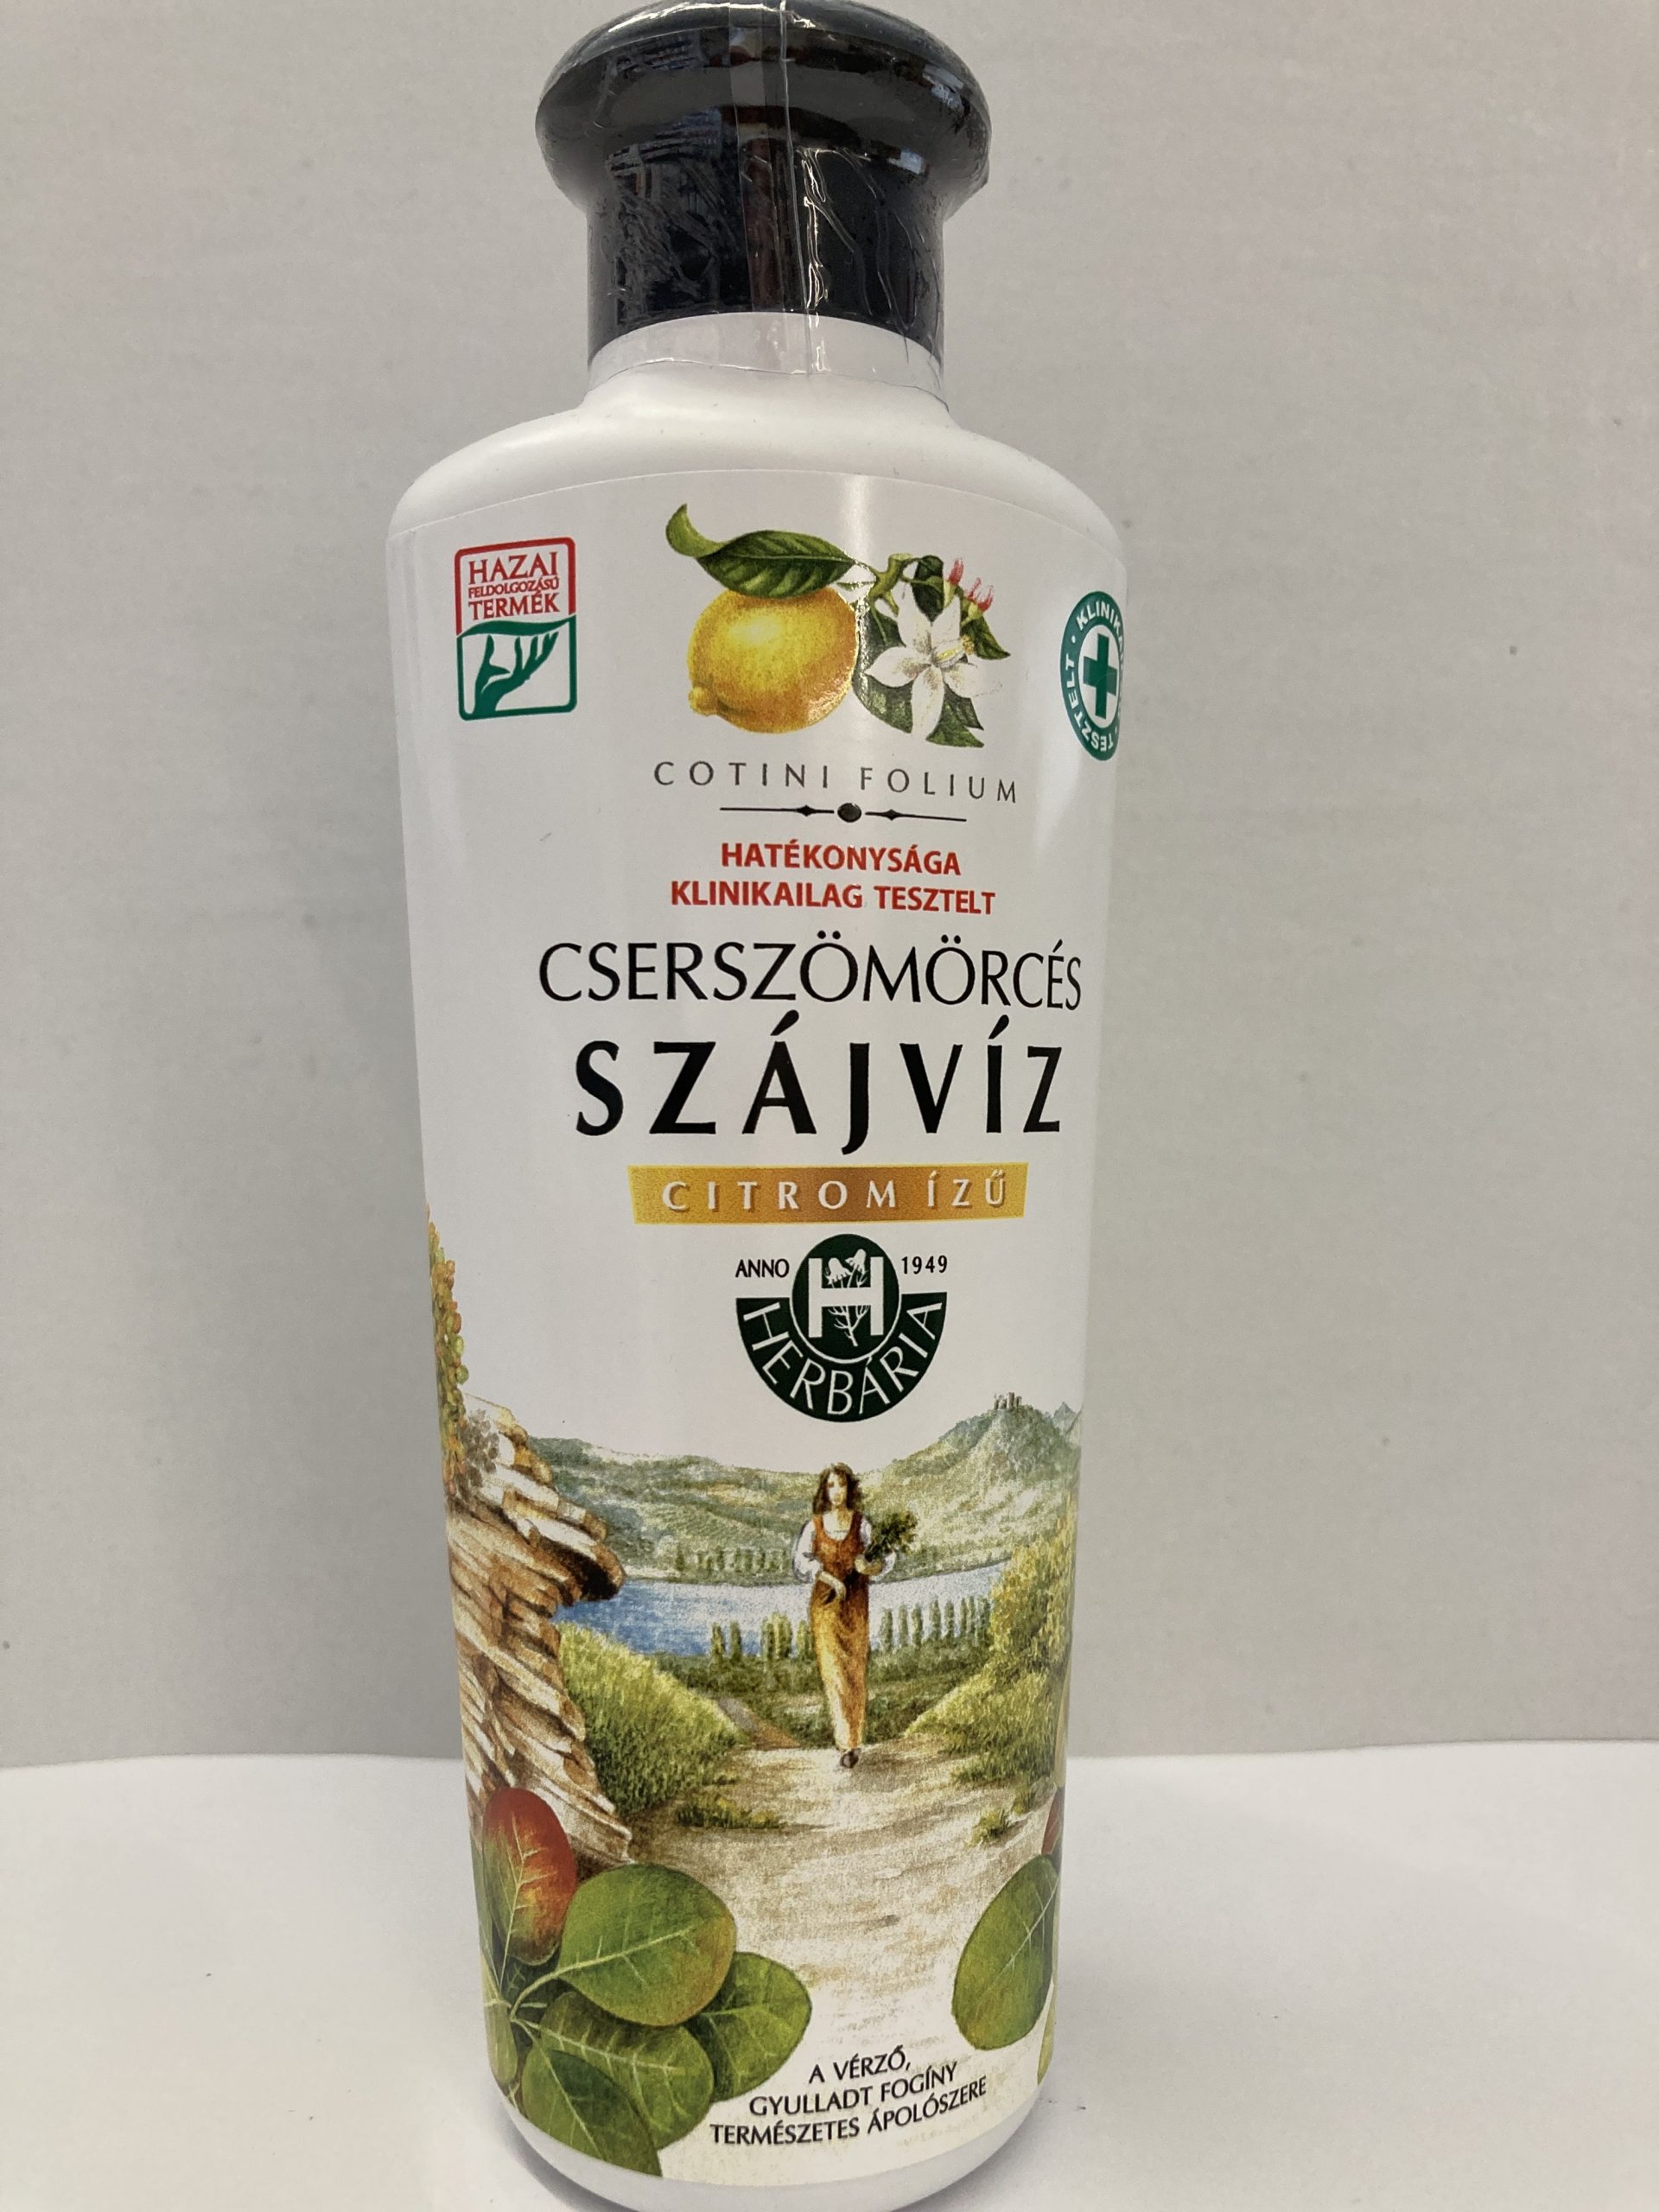 HAZAI
FELDOLGOZÁSÚ
TERMÉK
TESZTELT
COTINI FOLIUM
HATÉKONYSÁGA
KLINIKAILAG TESZTELT
CSERSZÖMÖRCÉS
SZÁJVÍZ
CITROM ÍZŰ
ANNO 1949
H
HERBÁRIA
A VÉRZŐ,
GYULLADT FOGÍNY
TERMÉSZETES ÁPOLÓSZERE